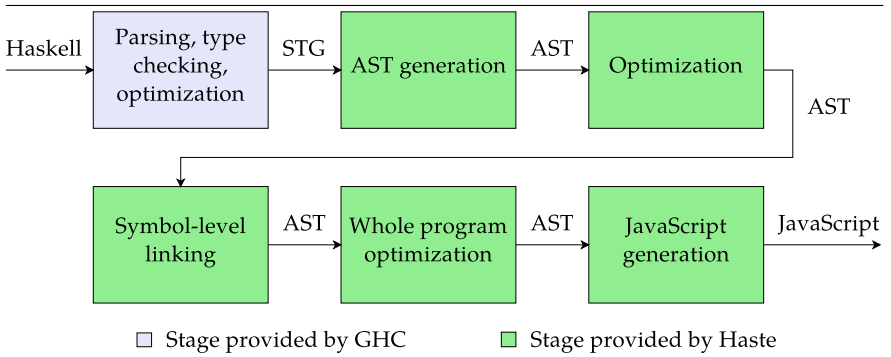 Haskell
Parsing, type
checking,
optimization
STG
AST generation
AST
Optimization
AST
Symbol-level
linking
AST
Whole program
optimization
AST
JavaScript
generation
JavaScript
Stage provided by GHC
Stage provided by Haste